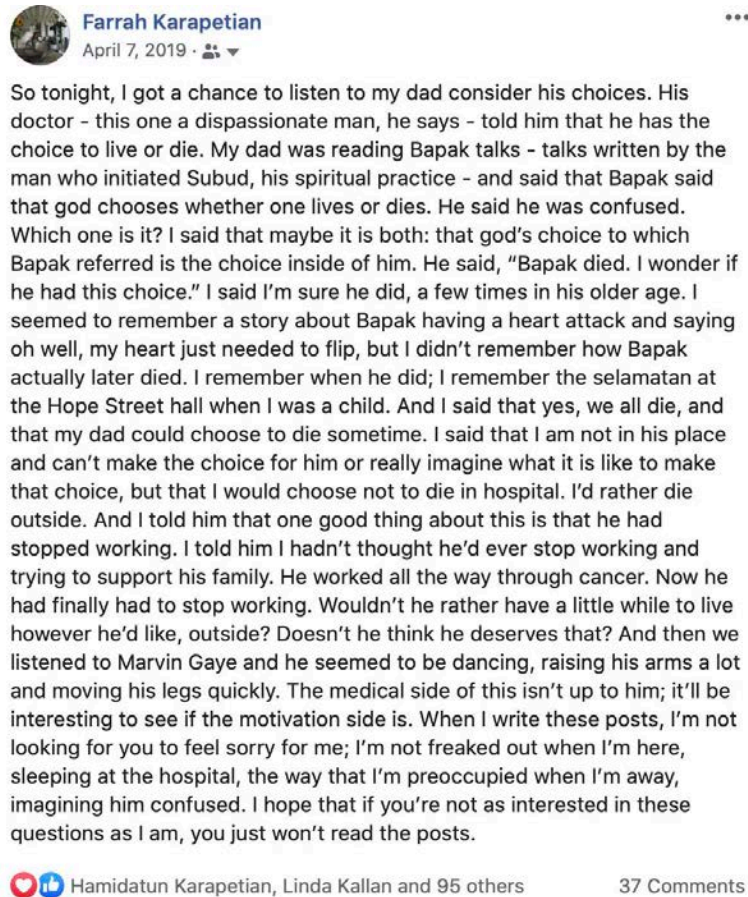 Farrah Karapetian
April 7, 2019 ·
So tonight, I got a chance to listen to my dad consider his choices. His
doctor - this one a dispassionate man, he says - told him that he has the
choice to live or die. My dad was reading Bapak talks - talks written by the
man who initiated Subud, his spiritual practice - and said that Bapak said
that god chooses whether one lives or dies. He said he was confused.
Which one is it? I said that maybe it is both: that god's choice to which
Bapak referred is the choice inside of him. He said, “Bapak died. I wonder if
he had this choice.” I said I'm sure he did, a few times in his older age. I
seemed to remember a story about Bapak having a heart attack and saying
oh well, my heart just needed to flip, but I didn't remember how Bapak
actually later died. I remember when he did; I remember the selamatan at
the Hope Street hall when I was a child. And I said that yes, we all die, and
that my dad could choose to die sometime. I said that I am not in his place
and can't make the choice for him or really imagine what it is like to make
that choice, but that I would choose not to die in hospital. I'd rather die
outside. And I told him that one good thing about this is that he had
stopped working. I told him I hadn't thought he'd ever stop working and
trying to support his family. He worked all the way through cancer. Now he
had finally had to stop working. Wouldn't he rather have a little while to live
however he'd like, outside? Doesn't he think he deserves that? And then we
listened to Marvin Gaye and he seemed to be dancing, raising his arms a lot
and moving his legs quickly. The medical side of this isn't up to him; it'll be
interesting to see if the motivation side is. When I write these posts, I'm not
looking for you to feel sorry for me; I'm not freaked out when I'm here,
sleeping at the hospital, the way that I'm preoccupied when I'm away,
imagining him confused. I hope that if you're not as interested in these
questions as I am, you just won't read the posts.
Hamidatun Karapetian, Linda Kallan and 95 others 37 Comments